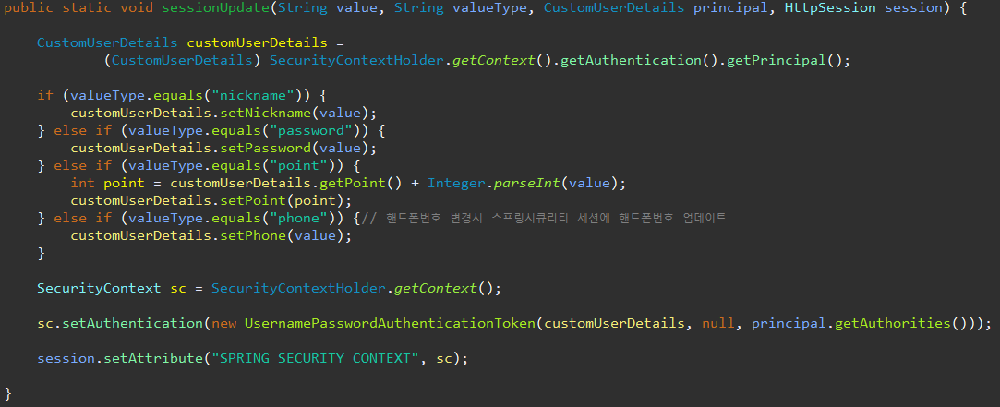 public static void sessionUpdate(String value, String valueType, CustomUserDetails principal, HttpSession session) {
CustomUserDetails customUserDetails =
(CustomUserDetails) SecurityContextHolder.getContext().getAuthentication().getPrincipal();
if (valueType.equals("nickname")) {
customUserDetails.setNickname(value);
} else if (valueType.equals("password")) {
customUserDetails.setPassword(value);
} else if (valueType.equals("point")) {
int point = customUserDetails.getPoint() + Integer.parseInt(value);
customUserDetails.setPoint(point);
} else if (valueType.equals("phone")) {// 핸드폰번호 변경시 스프링시큐리티 세션에 핸드폰번호 업데이트
customUserDetails.setPhone(value);
}
SecurityContext sc = SecurityContextHolder.getContext();
sc.setAuthentication(new UsernamePasswordAuthenticationToken(customUserDetails, null, principal.getAuthorities()));
session.setAttribute("SPRING_SECURITY_CONTEXT", sc);
}